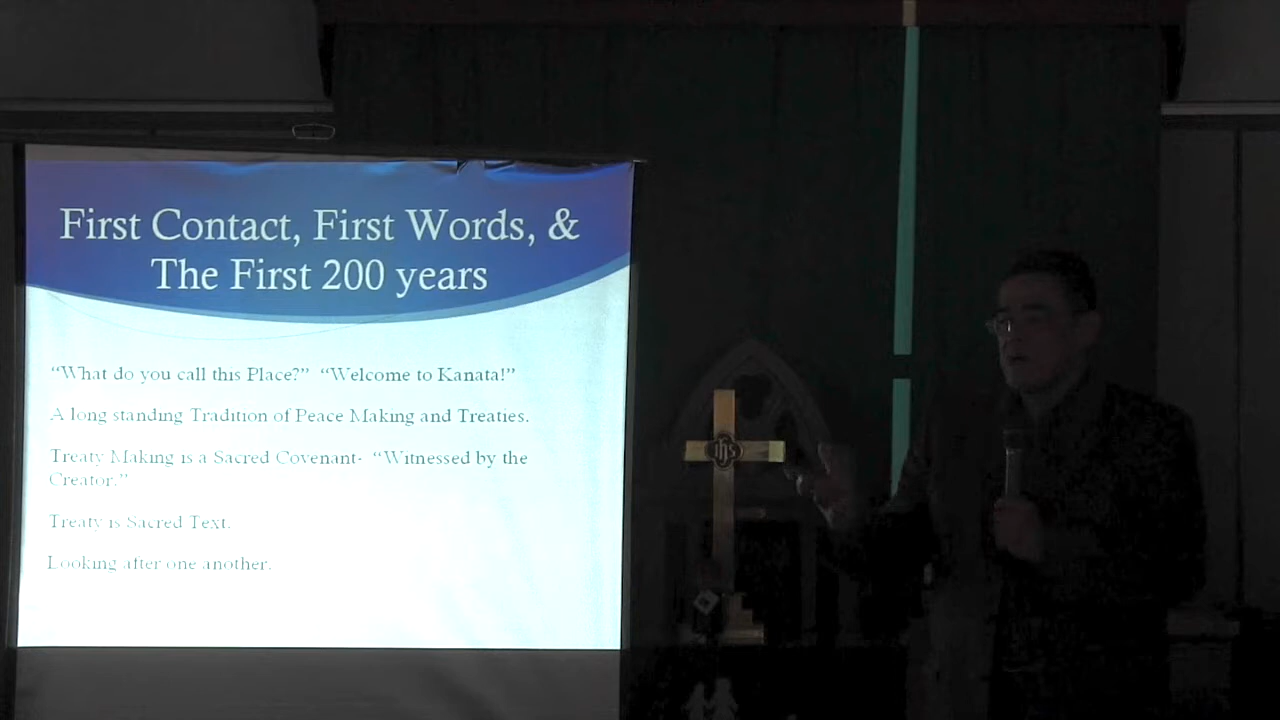 First Contact, First Words, &
The First 200 years
“What do you call this Place?” “Welcome to Kanata!”
A long standing Tradition of Peace Making and Treaties.
Treaty Making is a Sacred Covenant- “Witnessed by the
Creator.”
Treaty is Sacred Text.
Looking after one another.
ihs